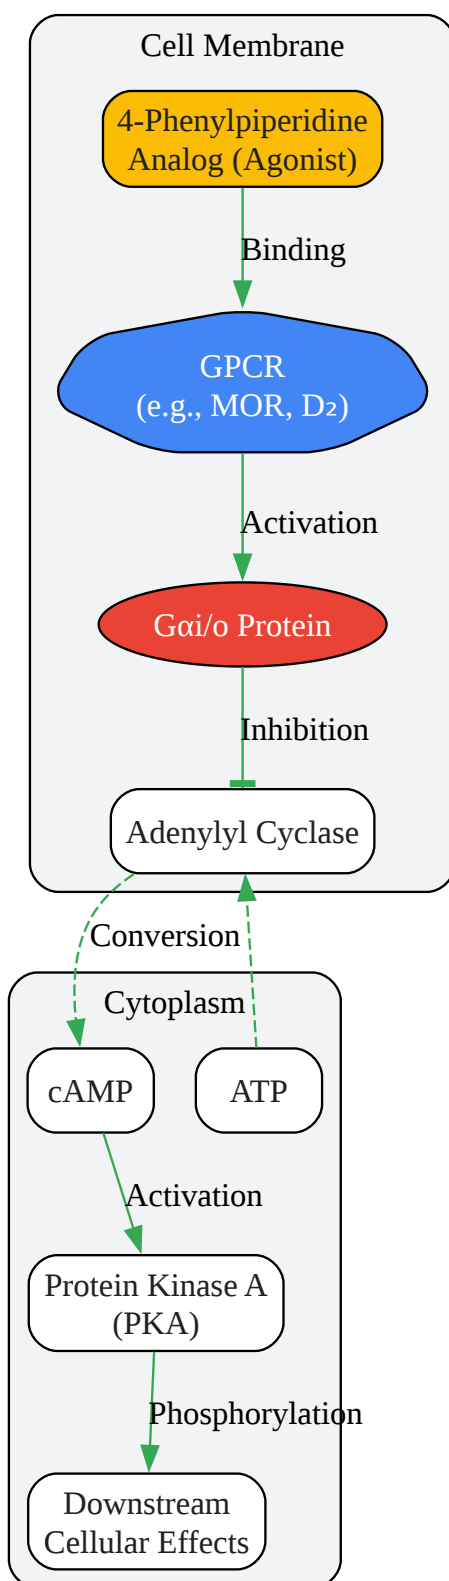 Cell Membrane
4-Phenylpiperidine
Analog (Agonist)
Binding
GPCR
(e.g., MOR, D₂)
Activation
Gαi/o Protein
Inhibition
Adenylyl Cyclase
Conversion
Cytoplasm
cAMP
ATP
Activation
Protein Kinase A
(PKA)
Phosphorylation
Downstream
Cellular Effects